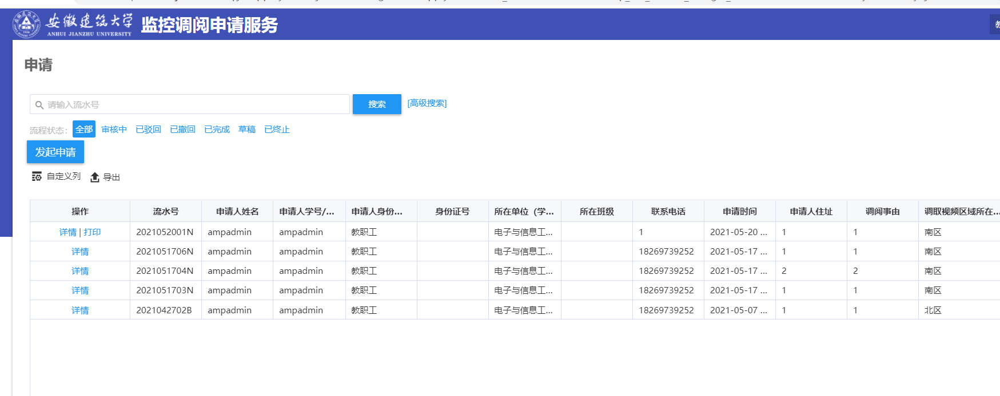 安徽建筑大学
ANHUI JIANZHU UNIVERSITY
监控调阅申请服务
申请
请输入流水号 搜索 [高级搜索]
流程状态: 全部 审核中 已驳回 已撤回 已完成 草稿 已终止
发起申请
自定义列 导出
操作 流水号 申请人姓名 申请人学号/... 申请人身份... 身份证号 所在单位（学... 所在班级 联系电话 申请时间 申请人住址 调阅事由 调取视频区域所在...
详情 | 打印 2021052001N ampadmin ampadmin 教职工 电子与信息工... 1 2021-05-20 ... 1 1 南区
详情 2021051706N ampadmin ampadmin 教职工 电子与信息工... 18269739252 2021-05-17 ... 1 1 南区
详情 2021051704N ampadmin ampadmin 教职工 电子与信息工... 18269739252 2021-05-17 ... 2 2 南区
详情 2021051703N ampadmin ampadmin 教职工 电子与信息工... 18269739252 2021-05-17 ... 1 1 南区
详情 2021042702B ampadmin ampadmin 教职工 电子与信息工... 18269739252 2021-05-07 ... 1 1 北区